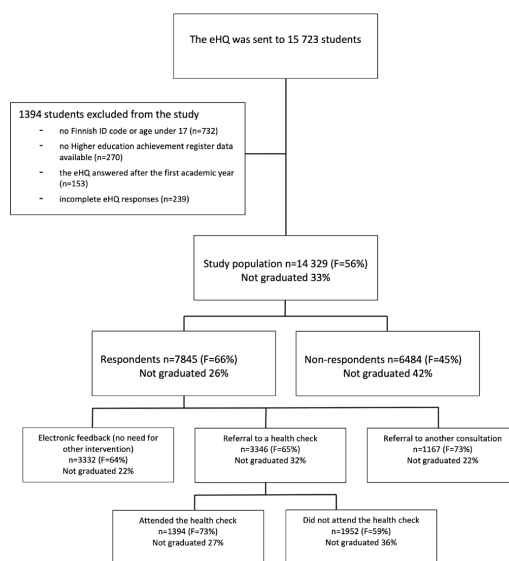 The eHQ was sent to 15 723 students
1394 students excluded from the study
- no Finnish ID code or age under 17 (n=732)
- no Higher education achievement register data
available (n=270)
- the eHQ answered after the first academic year
(n=153)
- incomplete eHQ responses (n=239)
Study population n=14 329 (F=56%)
Not graduated 33%
Respondents n=7845 (F=66%)
Not graduated 26%
Non-respondents n=6484 (F=45%)
Not graduated 42%
Electronic feedback (no need for
other intervention)
n=3332 (F=64%)
Not graduated 22%
Referral to a health check
n=3346 (F=65%)
Not graduated 32%
Referral to another consultation
n=1167 (F=73%)
Not graduated 22%
Attended the health check
n=1394 (F=73%)
Not graduated 27%
Did not attend the health check
n=1952 (F=59%)
Not graduated 36%